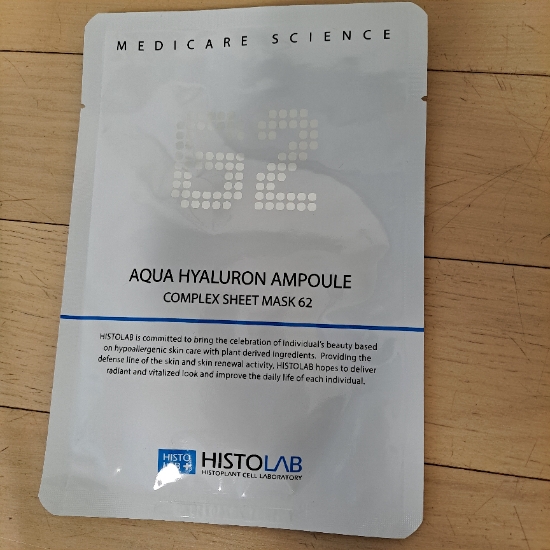 MEDICARE SCIENCE
62
AQUA HYALURON AMPOULE
COMPLEX SHEET MASK 62
HISTOLAB is committed to bring the celebration of individual's beauty based
on hypoallergenic skin care with plant derived ingredients. Providing the
defense line of the skin and skin renewal activity, HISTOLAB hopes to deliver
radiant and vitalized look and improve the daily life of each individual.
HISTO
LAB
HISTOLAB
HISTOPLANT CELL LABORATORY